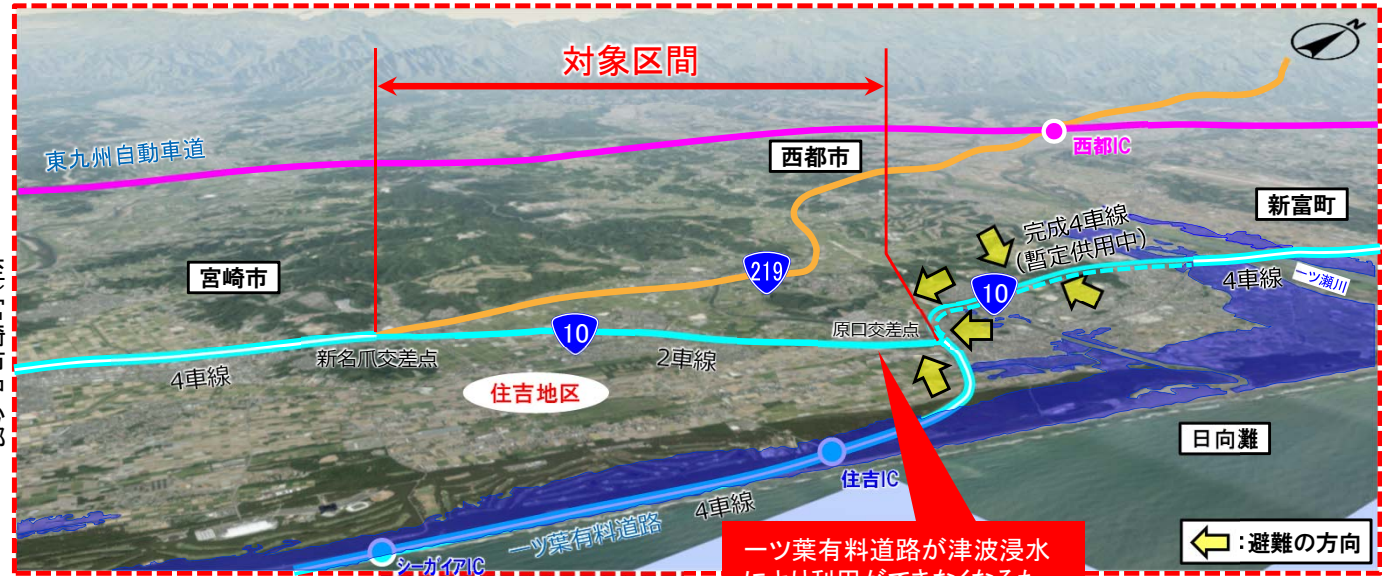 対象区間
N
東九州自動車道
西都市
西都IC
新富町
完成4車線
(暫定供用中)
宮崎市
219
10
4車線
一ツ瀬川
10
原口交差点
新名爪交差点
2車線
4車線
住吉地区
日向灘
住吉IC
4車線
一ツ葉有料道路
シーガイアIC
一ツ葉有料道路が津波浸水
:避難の方向